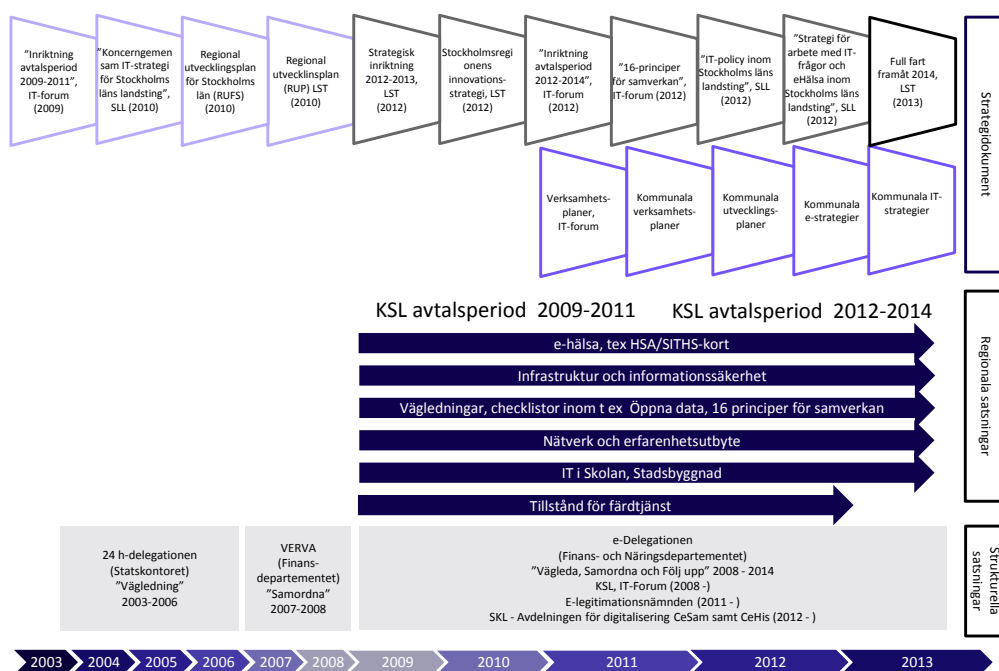 "Inriktning
avtalsperiod
2009-2011",
IT-forum
(2009)
"Koncerngemen
sam IT-strategi
för Stockholms
läns landsting",
SLL (2010)
Regional
utvecklingsplan
för Stockholms
län (RUFS)
(2010)
Regional
utvecklinsplan
(RUP) LST
(2010)
Strategisk
inriktning
2012-2013,
LST
(2012)
Stockholmsregi
onens
innovations-
strategi, LST
(2012)
"Inriktning
avtalsperiod
2012-2014",
IT-forum
(2012)
"16-principer
för samverkan",
IT-forum (2012)
"IT-policy inom
Stockholms läns
landsting", SLL
(2012)
"Strategi för
arbete med IT-
frågor och
eHälsa inom
Stockholms läns
landsting", SLL
(2012)
Full fart
framåt 2014,
LST
(2013)
Strategidokument
Verksamhets-
planer,
IT-forum
Kommunala
verksamhets-
planer
Kommunala
utvecklings-
planer
Kommunala
e-strategier
Kommunala IT-
strategier
KSL avtalsperiod 2009-2011
KSL avtalsperiod 2012-2014
e-hälsa, tex HSA/SITHS-kort
Infrastruktur och informationssäkerhet
Vägledningar, checklistor inom t ex Öppna data, 16 principer för samverkan
Nätverk och erfarenhetsutbyte
IT i Skolan, Stadsbyggnad
Tillstånd för färdtjänst
Regionala
satsningar
24 h-delegationen
(Statskontoret)
"Vägledning"
2003-2006
VERVA
(Finans-
departementet)
"Samordna"
2007-2008
e-Delegationen
(Finans- och Näringsdepartementet)
"Vägleda, Samordna och Följ upp" 2008 - 2014
KSL, IT-Forum (2008 -)
E-legitimationsnämnden (2011 - )
SKL - Avdelningen för digitalisering CeSam samt CeHis (2012 - )
Strukturella
satsningar
2003 2004 2005 2006 2007 2008 2009 2010 2011 2012 2013